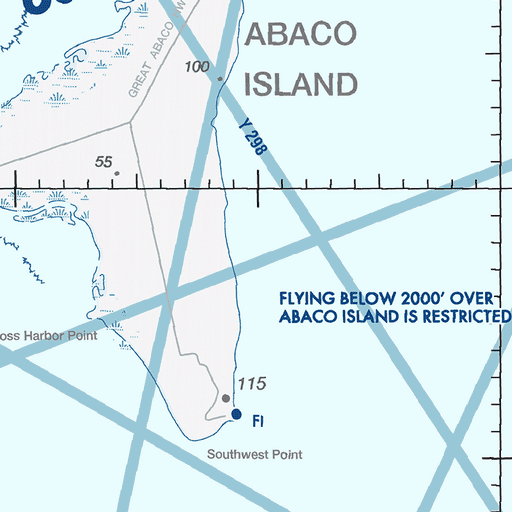 ABACO
ISLAND
GREAT ABACO
100
Y 298
55
FLYING BELOW 2000' OVER
ABACO ISLAND IS RESTRICTED
oss Harbor Point
115
FI
Southwest Point